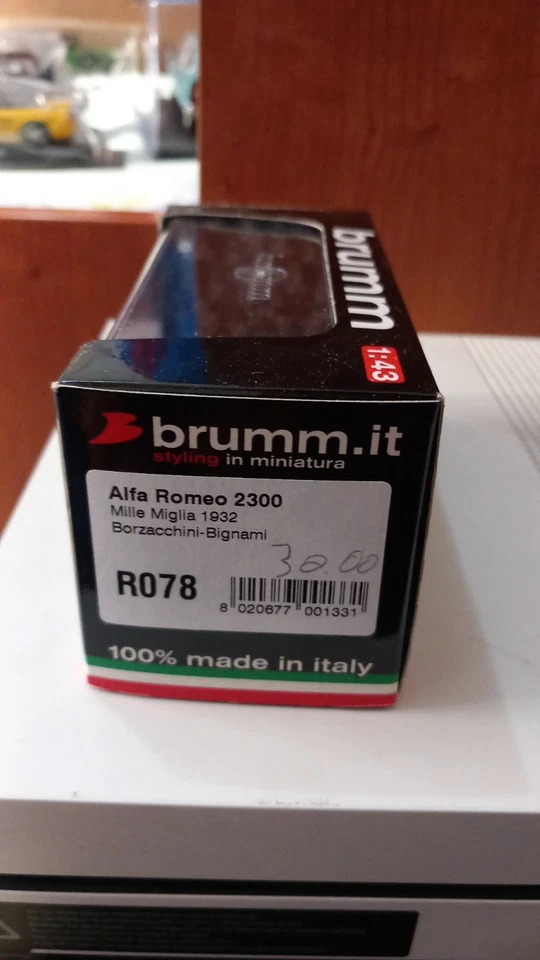 brumm
1:43
brumm.it
styling in miniatura
Alfa Romeo 2300
Mille Miglia 1932
Borzacchini-Bignami
30.00
R078
8 020677 001331
100% made in italy